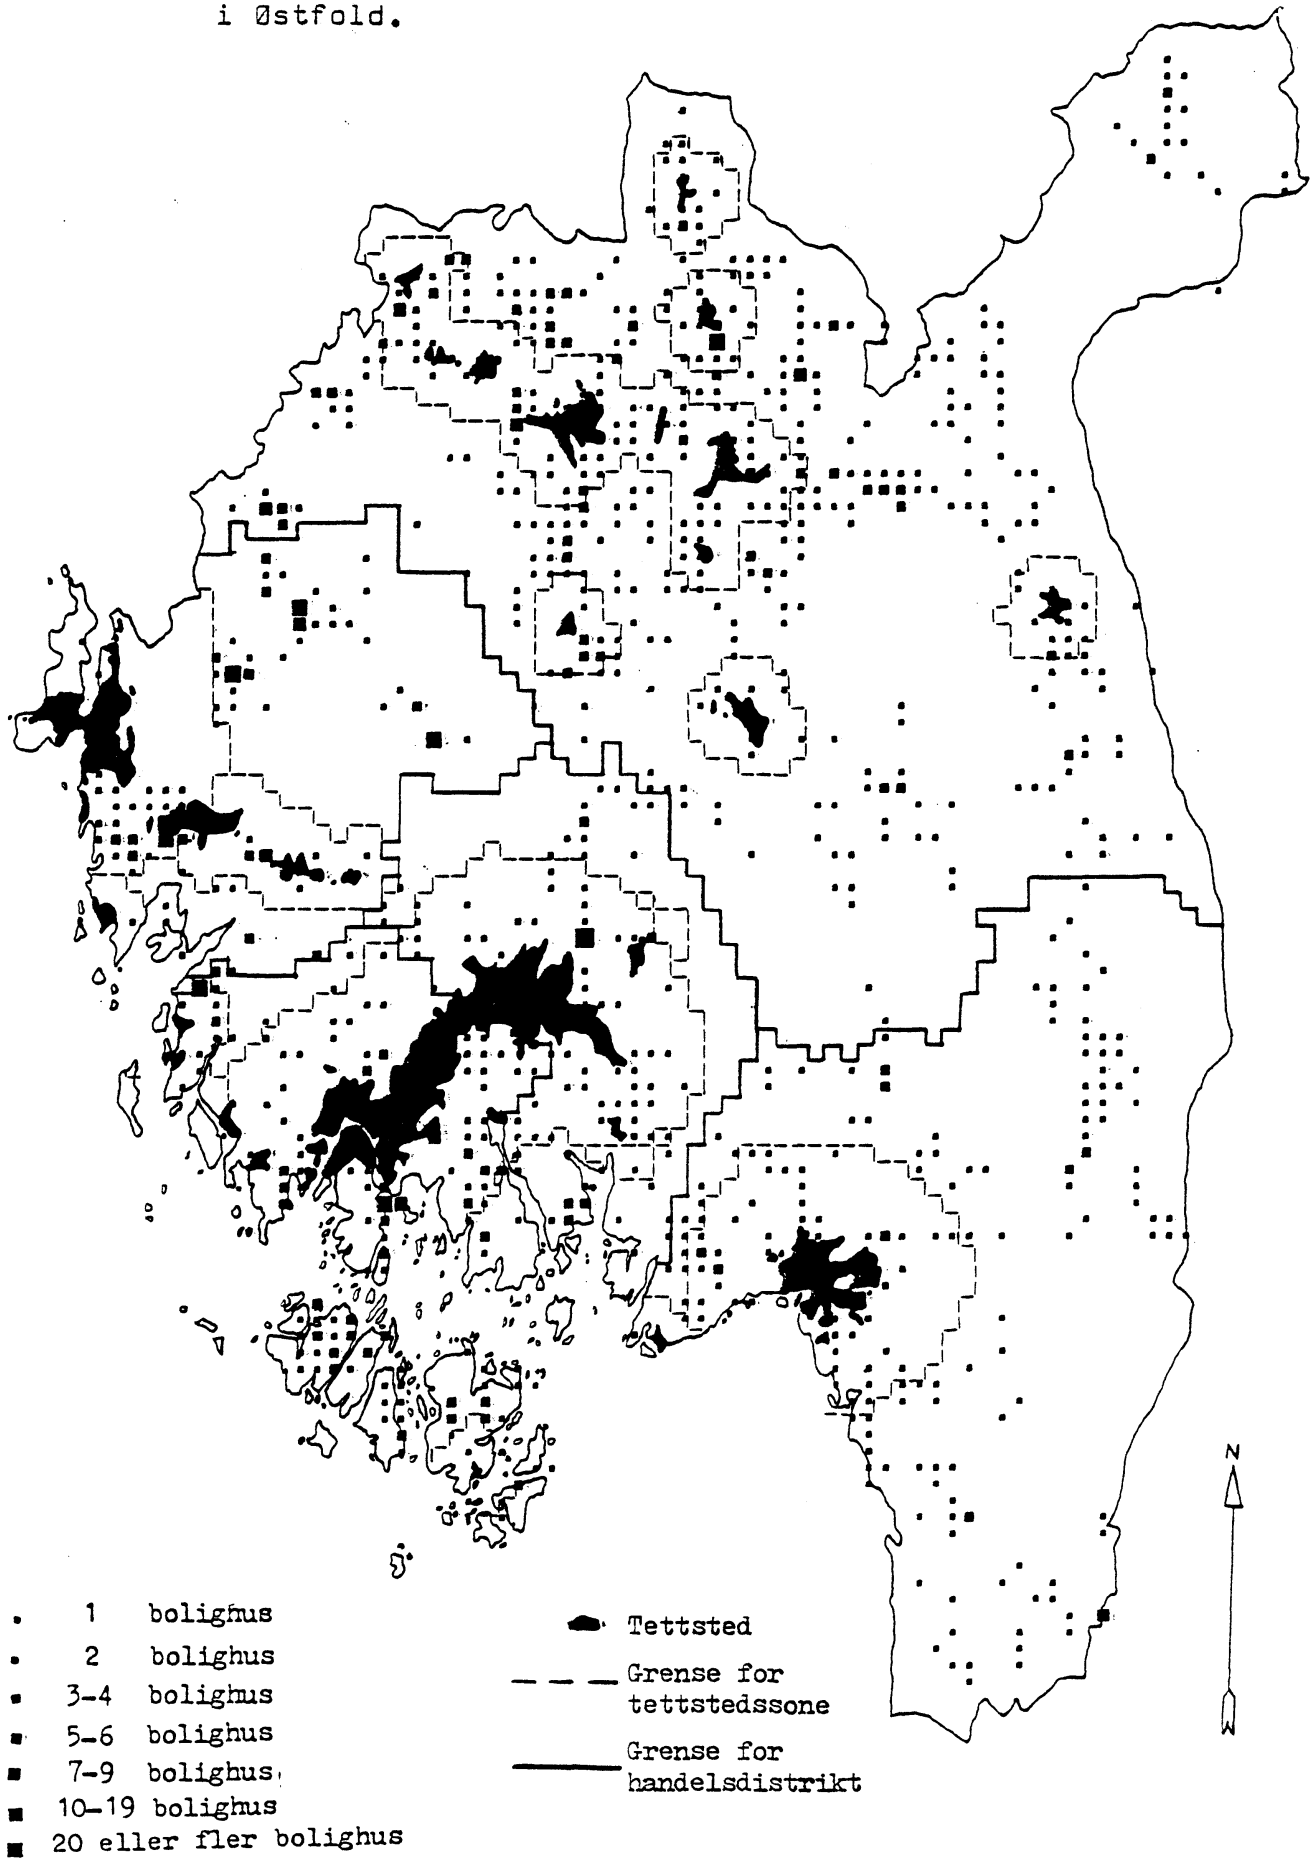 i Østfold.
N
1 bolighus
2 bolighus
3-4 bolighus
5-6 bolighus
7-9 bolighus
10-19 bolighus
20 eller fler bolighus
Tettsted
Grense for
tettstedssone
Grense for
handelsdistrikt